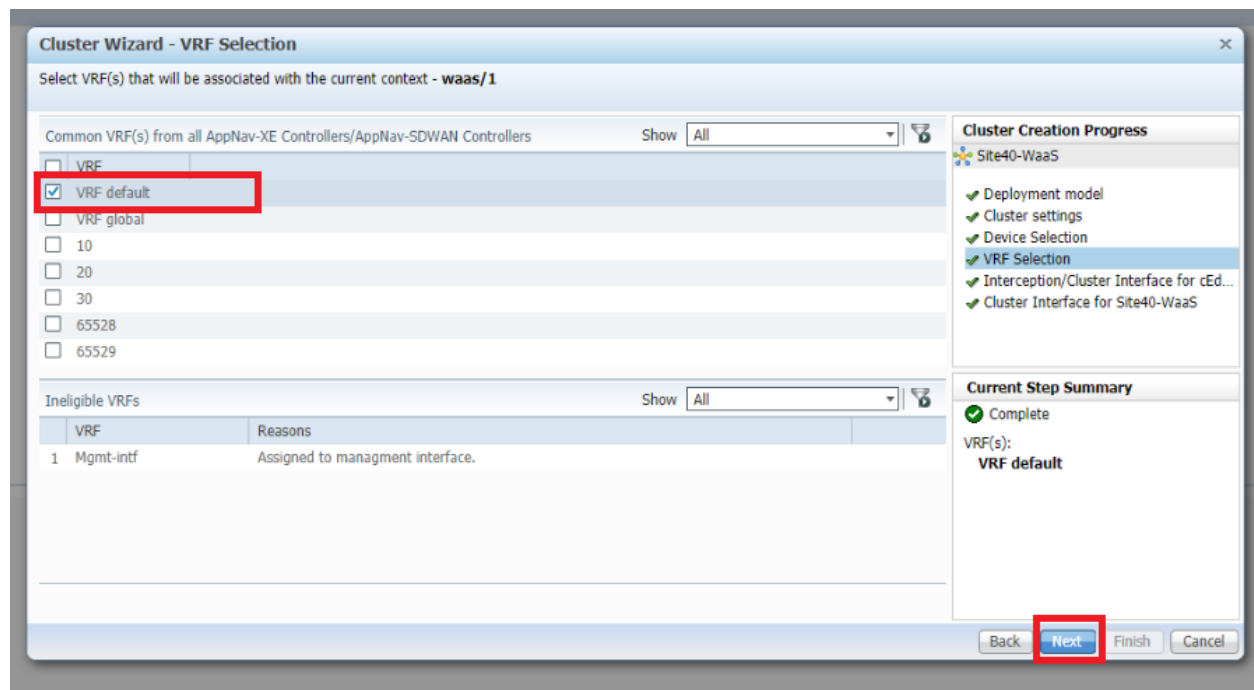 Cluster Wizard - VRF Selection
Select VRF(s) that will be associated with the current context - waas/1
Common VRF(s) from all AppNav-XE Controllers/AppNav-SDWAN Controllers Show All
VRF
VRF default
VRF global
10
20
30
65528
65529
Ineligible VRFs Show All
VRF Reasons
1 Mgmt-intf Assigned to managment interface.
Cluster Creation Progress
Site40-WaaS
Deployment model
Cluster settings
Device Selection
VRF Selection
Interception/Cluster Interface for cEd...
Cluster Interface for Site40-WaaS
Current Step Summary
Complete
VRF(s):
VRF default
Back Next Finish Cancel